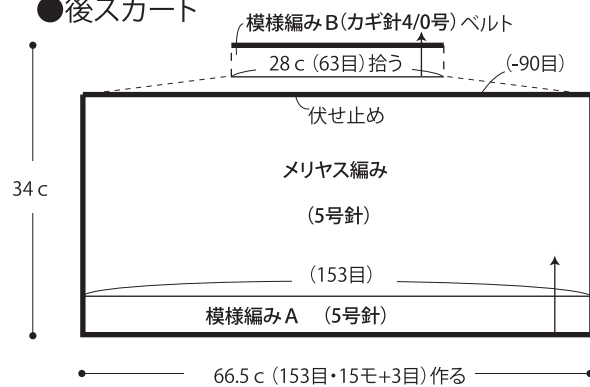 ●後スカート
模様編みB(カギ針4/0号)ベルト
28c(63目)拾う
(-90目)
伏せ止め
メリヤス編み
(5号針)
34c
(153目)
模様編みA (5号針)
66.5c(153目・15モ+3目)作る